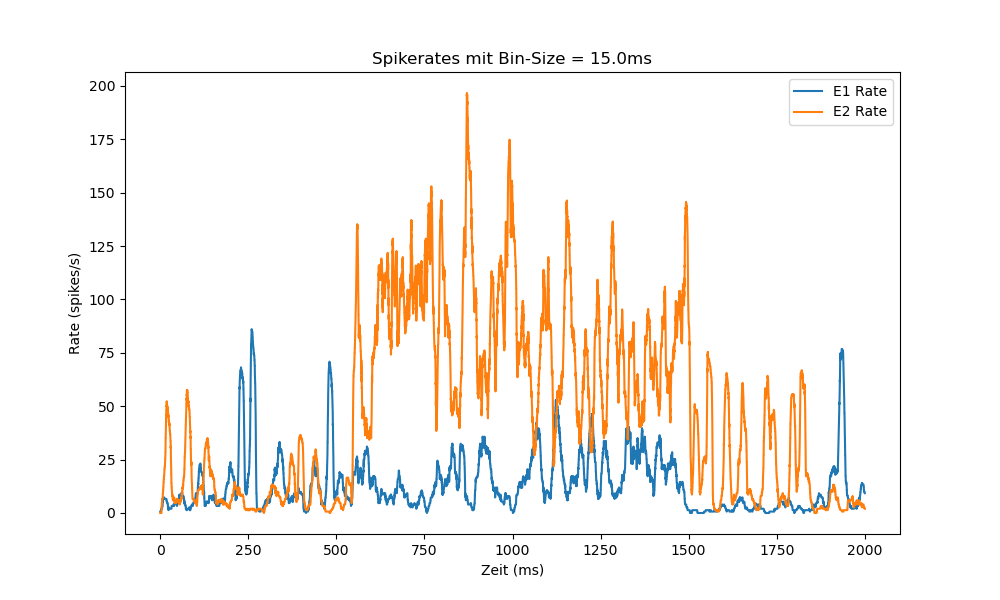 Spikerates mit Bin-Size = 15.0ms
E1 Rate
E2 Rate
200
175
150
125
100
75
50
25
0
Rate (spikes/s)
0 250 500 750 1000 1250 1500 1750 2000
Zeit (ms)